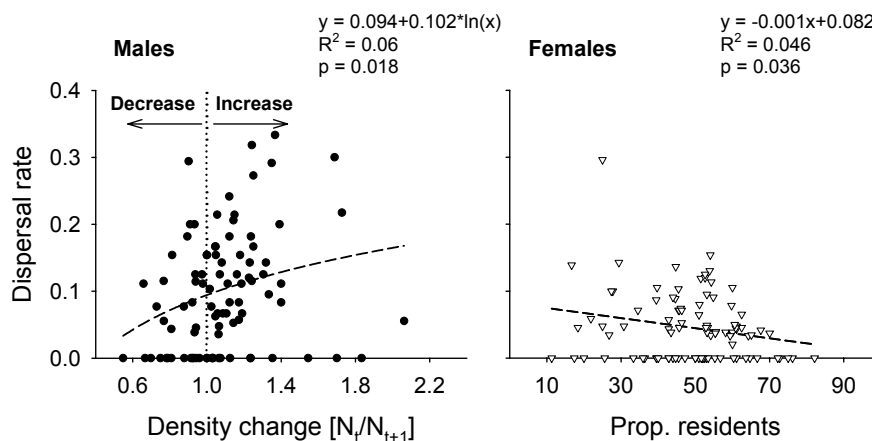 y = 0.094+0.102*ln(x)
R² = 0.06
p = 0.018
Males
y = -0.001x+0.082
R² = 0.046
p = 0.036
Females
Decrease
Increase
Dispersal rate
0.4
0.3
0.2
0.1
0.0
0.6 1.0 1.4 1.8 2.2
10 30 50 70 90
Density change [Nₜ/Nₜ₊₁]
Prop. residents